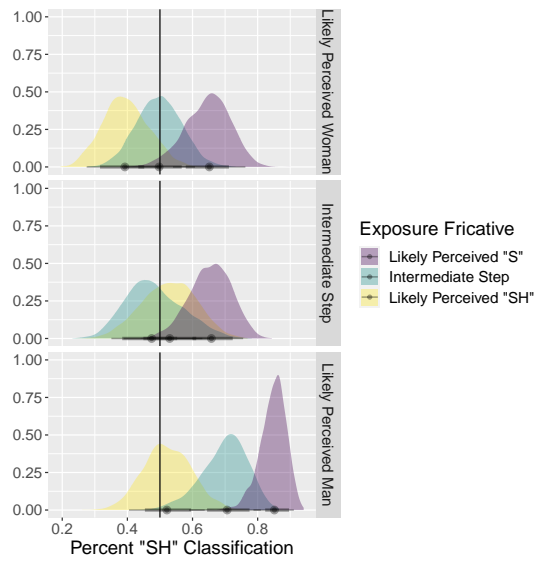 1.00
0.75
0.50
0.25
0.00
Likely Perceived Woman
1.00
0.75
0.50
0.25
0.00
Intermediate Step
1.00
0.75
0.50
0.25
0.00
Likely Perceived Man
0.2 0.4 0.6 0.8
Percent "SH" Classification
Exposure Fricative
Likely Perceived "S"
Intermediate Step
Likely Perceived "SH"